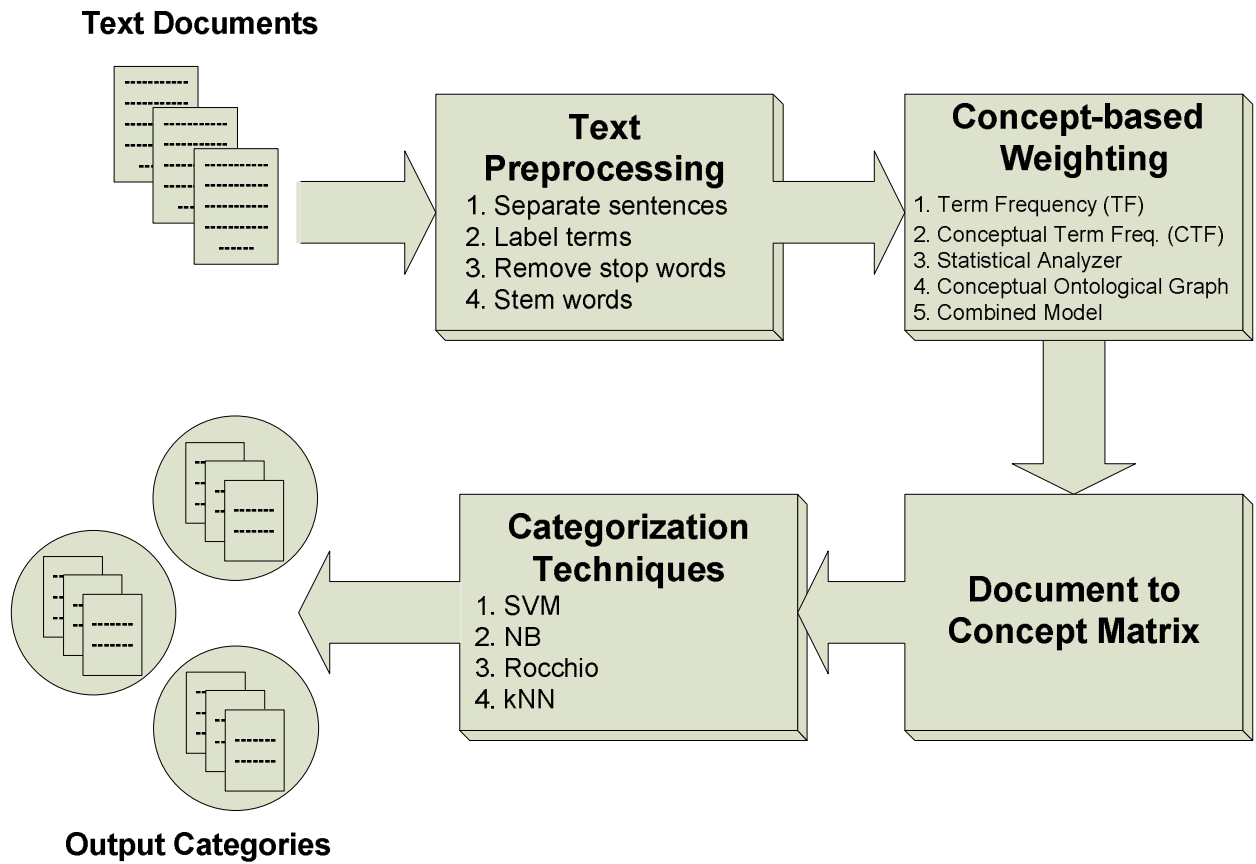 Text Documents
Text
Preprocessing
1. Separate sentences
2. Label terms
3. Remove stop words
4. Stem words
Concept-based
Weighting
1. Term Frequency (TF)
2. Conceptual Term Freq. (CTF)
3. Statistical Analyzer
4. Conceptual Ontological Graph
5. Combined Model
Document to
Concept Matrix
Categorization
Techniques
1. SVM
2. NB
3. Rocchio
4. kNN
Output Categories